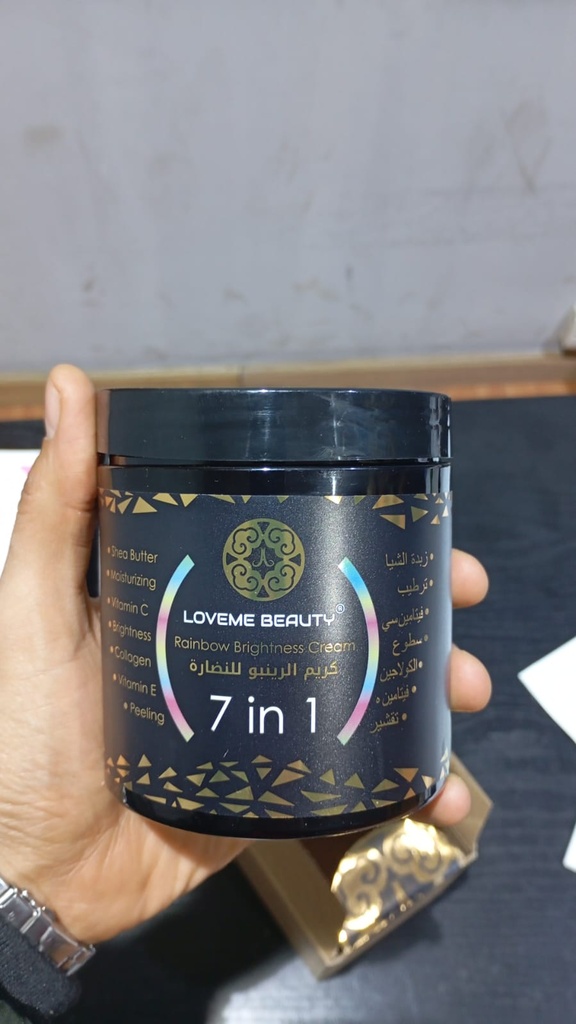 LOVEME BEAUTY®
Rainbow Brightness Cream
كريم الرينبو للنضارة
7 in 1
• Shea Butter
• Moisturizing
• Vitamin C
• Brightness
• Collagen
• Vitamin E
• Peeling
• زبدة الشيا
• ترطيب
• فيتامين سي
• سطوع
• الكولاجين
• فيتامين ه
• تقشير